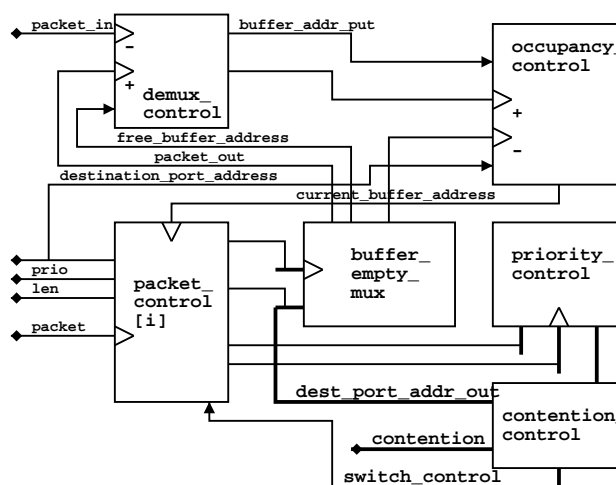 packet_in
buffer_addr_put
occupancy_
control
-
+
demux_
control
+
-
free_buffer_address
packet_out
destination_port_address
current_buffer_address
packet_
control
[i]
buffer_
empty_
mux
priority_
control
prio
len
packet
dest_port_addr_out
contention_
control
contention
switch_control